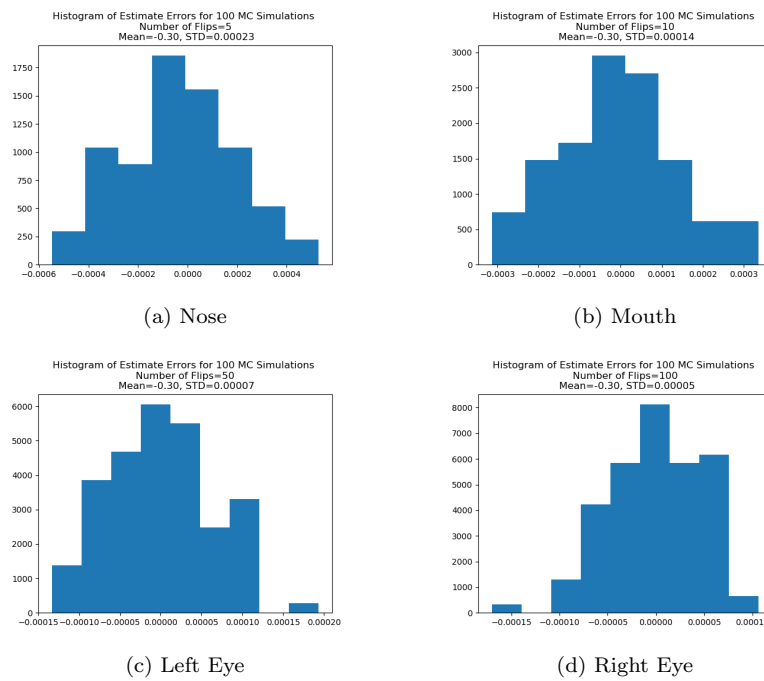 Histogram of Estimate Errors for 100 MC Simulations
Number of Flips=5
Mean=-0.30, STD=0.00023
1750
1500
1250
1000
750
500
250
0
−0.0006 −0.0004 −0.0002 0.0000 0.0002 0.0004
(a) Nose
Histogram of Estimate Errors for 100 MC Simulations
Number of Flips=10
Mean=-0.30, STD=0.00014
3000
2500
2000
1500
1000
500
0
−0.0003 −0.0002 −0.0001 0.0000 0.0001 0.0002 0.0003
(b) Mouth
Histogram of Estimate Errors for 100 MC Simulations
Number of Flips=50
Mean=-0.30, STD=0.00007
6000
5000
4000
3000
2000
1000
0
−0.00015 −0.00010 −0.00005 0.00000 0.00005 0.00010 0.00015 0.00020
(c) Left Eye
Histogram of Estimate Errors for 100 MC Simulations
Number of Flips=100
Mean=-0.30, STD=0.00005
8000
7000
6000
5000
4000
3000
2000
1000
0
−0.00015 −0.00010 −0.00005 0.00000 0.00005
(d) Right Eye